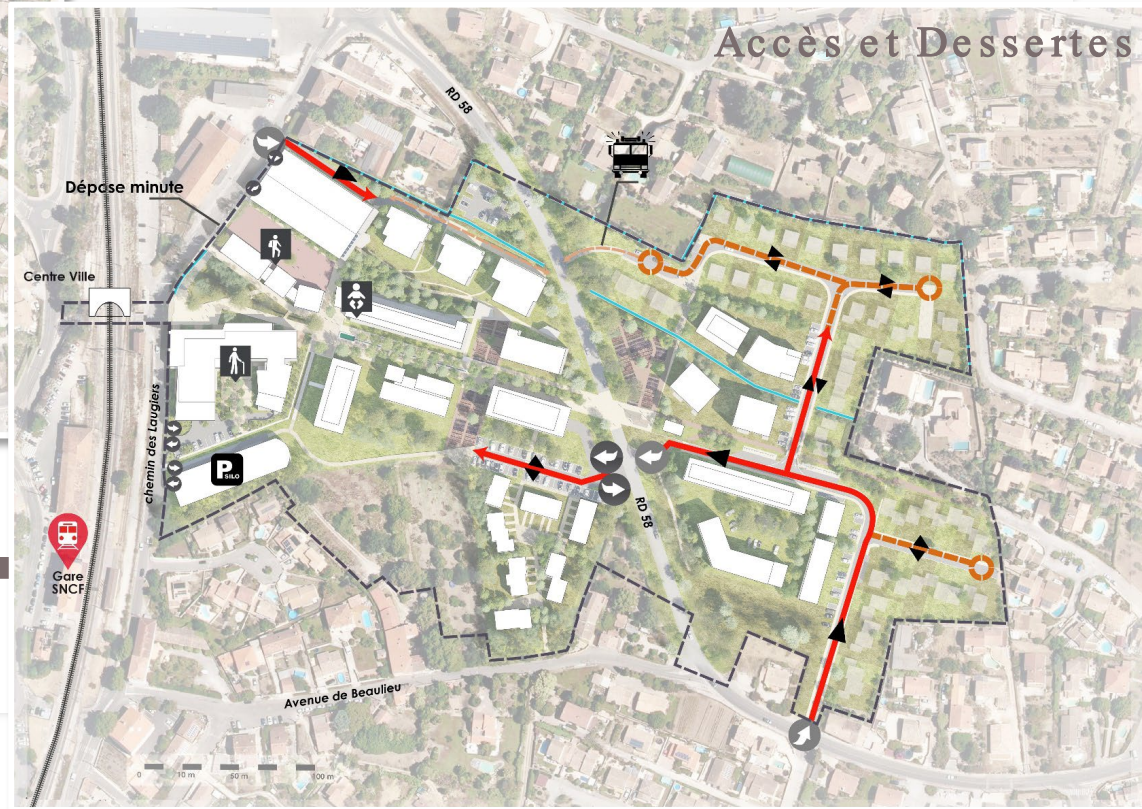 Accès et Dessertes
RD 58
Dépose minute
Centre Ville
chemin des Laugiers
P
SILO
RD 58
Gare
SNCF
Avenue de Beaulieu
0 10 m 50 m 100 m